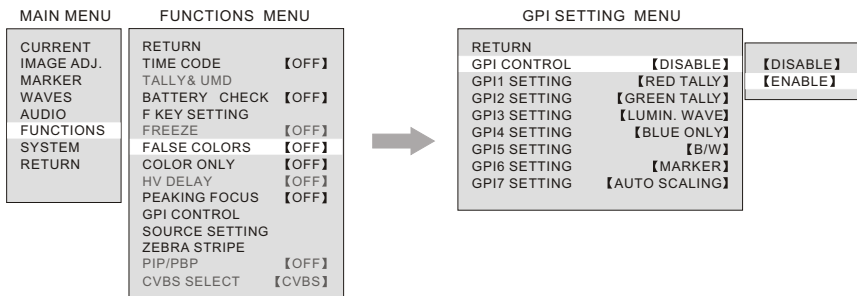 MAIN MENU
CURRENT
IMAGE ADJ.
MARKER
WAVES
AUDIO
FUNCTIONS
SYSTEM
RETURN
FUNCTIONS MENU
RETURN
TIME CODE 【OFF】
TALLY& UMD
BATTERY CHECK 【OFF】
F KEY SETTING
FREEZE 【OFF】
FALSE COLORS 【OFF】
COLOR ONLY 【OFF】
HV DELAY 【OFF】
PEAKING FOCUS 【OFF】
GPI CONTROL
SOURCE SETTING
ZEBRA STRIPE
PIP/PBP 【OFF】
CVBS SELECT 【CVBS】
GPI SETTING MENU
RETURN
GPI CONTROL 【DISABLE】
GPI1 SETTING 【RED TALLY】
GPI2 SETTING 【GREEN TALLY】
GPI3 SETTING 【LUMIN. WAVE】
GPI4 SETTING 【BLUE ONLY】
GPI5 SETTING 【B/W】
GPI6 SETTING 【MARKER】
GPI7 SETTING 【AUTO SCALING】
【DISABLE】
【ENABLE】